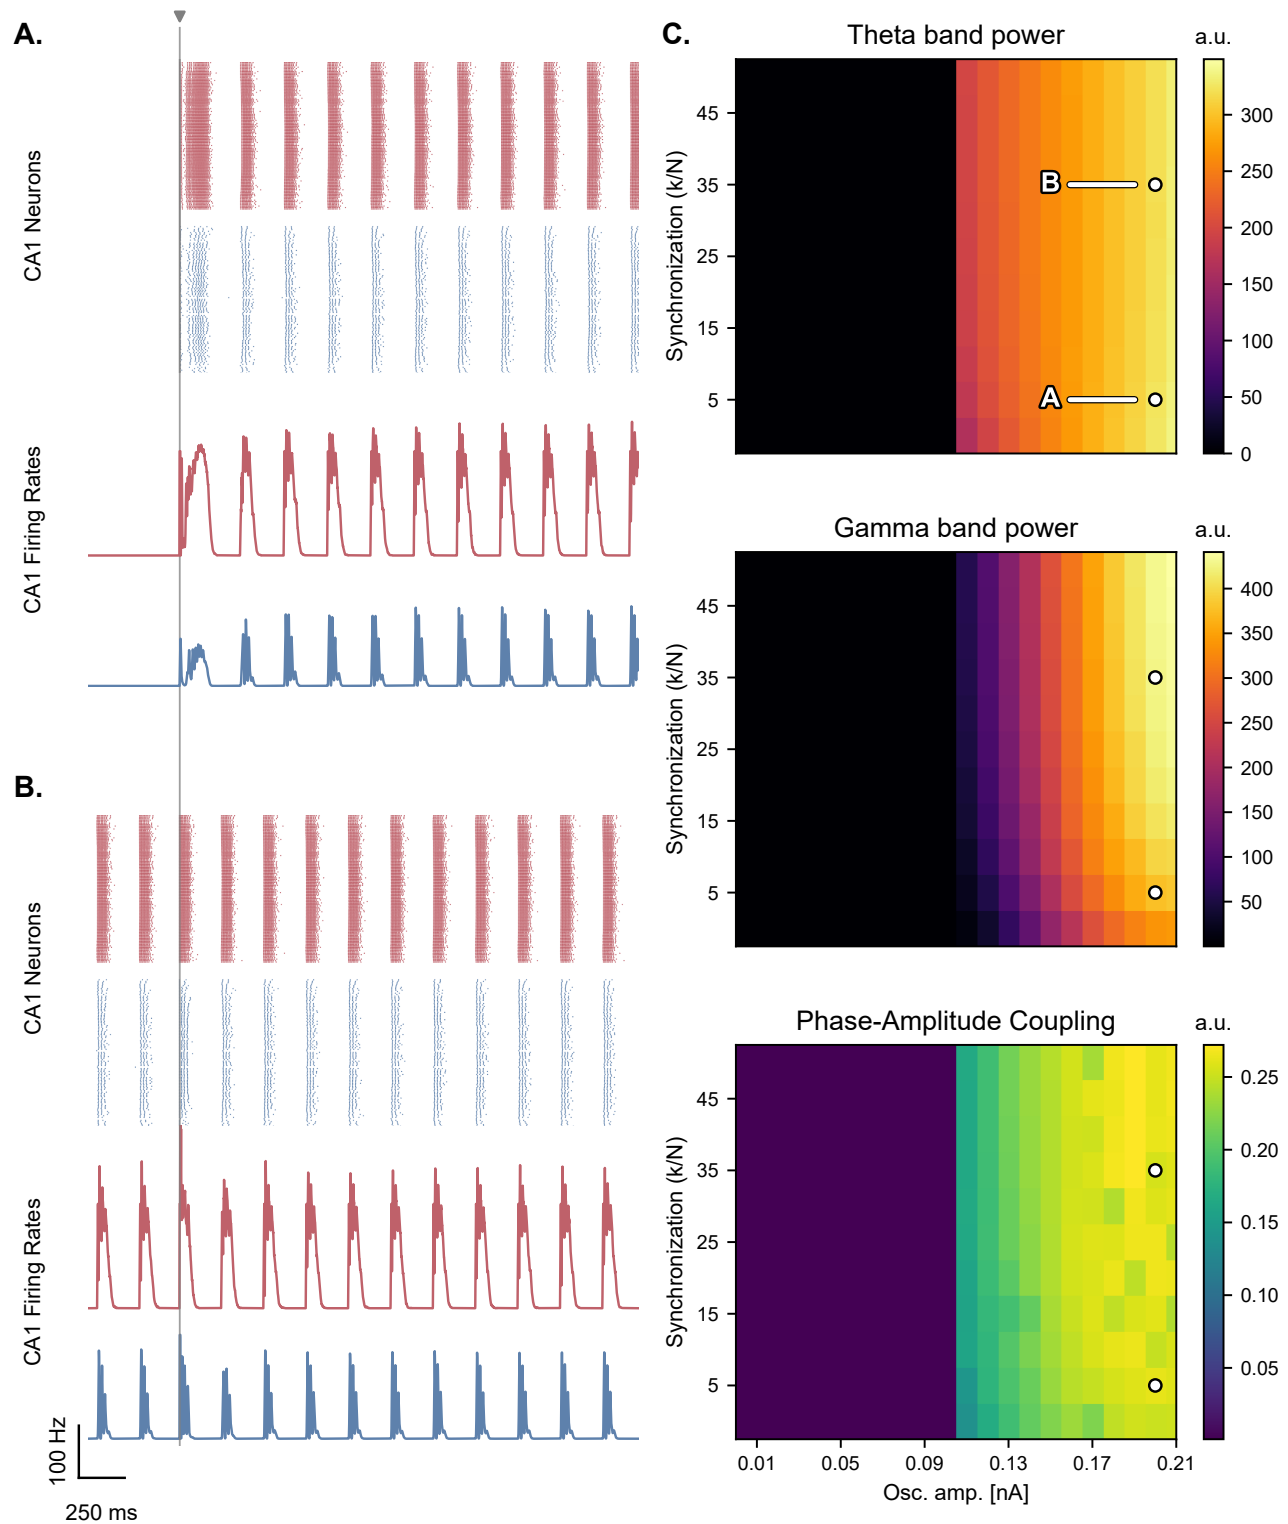 A.
CA1 Neurons
CA1 Firing Rates
B.
CA1 Neurons
CA1 Firing Rates
100 Hz
250 ms
C.
Theta band power
a.u.
Synchronization (k/N)
45
35
25
15
5
B
A
300
250
200
150
100
50
0
Gamma band power
a.u.
Synchronization (k/N)
45
35
25
15
5
400
350
300
250
200
150
100
50
Phase-Amplitude Coupling
a.u.
Synchronization (k/N)
45
35
25
15
5
0.25
0.20
0.15
0.10
0.05
0.01 0.05 0.09 0.13 0.17 0.21
Osc. amp. [nA]